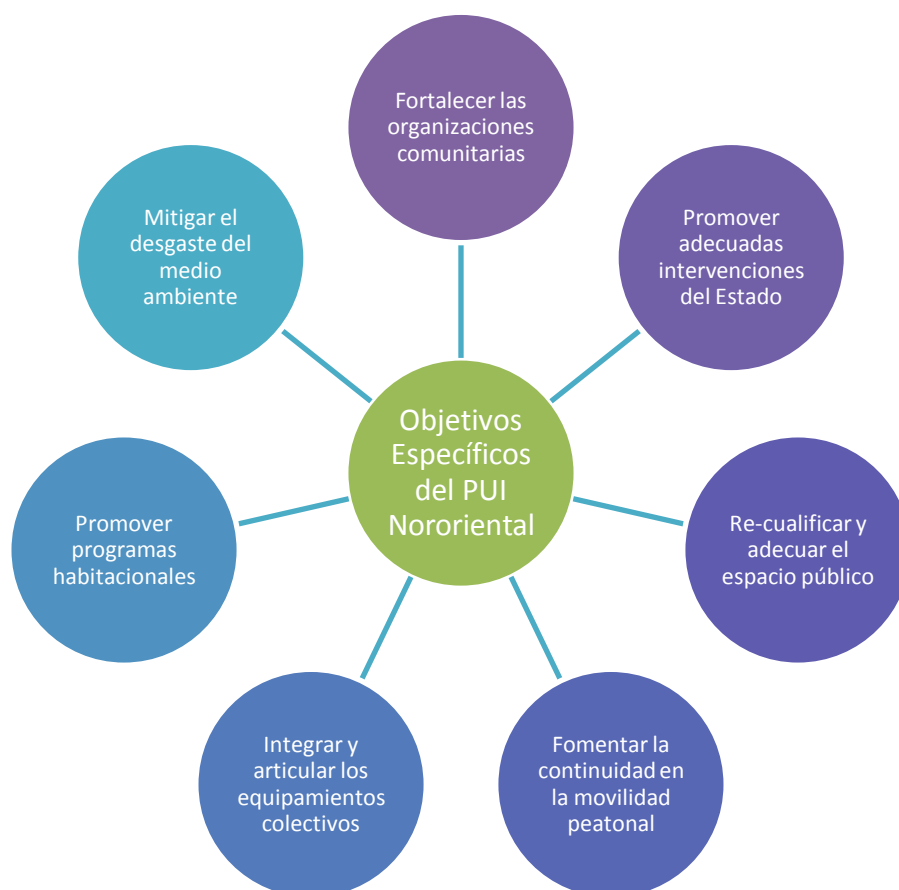 Fortalecer las
organizaciones
comunitarias
Promover
adecuadas
intervenciones
del Estado
Re-cualificar y
adecuar el
espacio público
Fomentar la
continuidad en
la movilidad
peatonal
Integrar y
articular los
equipamientos
colectivos
Promover
programas
habitacionales
Mitigar el
desgaste del
medio
ambiente
Objetivos
Específicos
del PUI
Nororiental